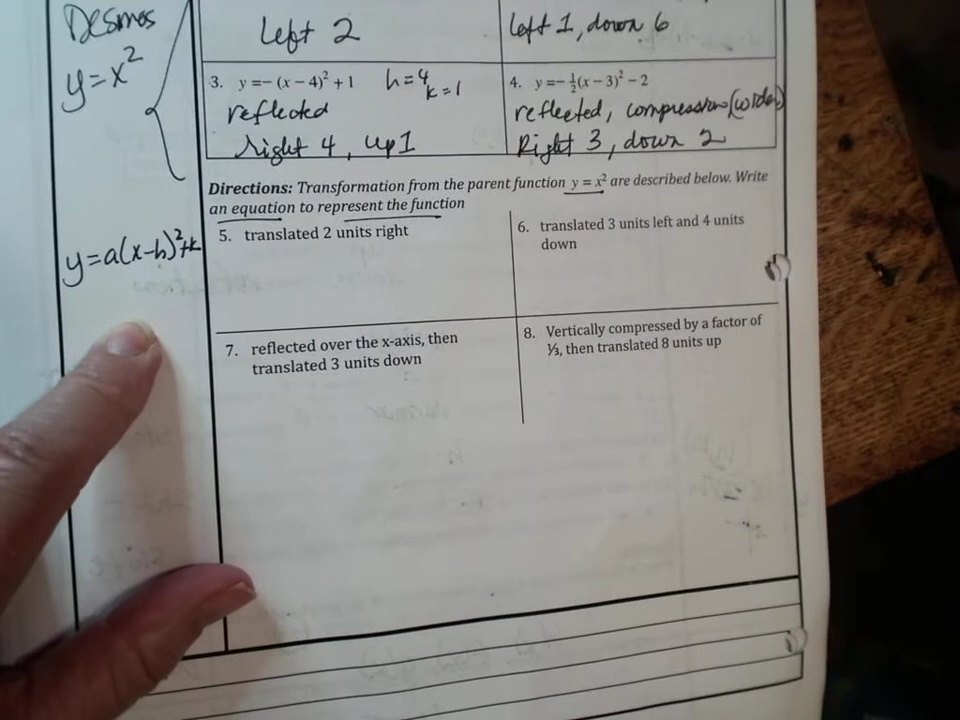 Desmos
y=x²
y=a(x-h)²+k
left 2
left 1, down 6
3. y =− (x − 4)² + 1 h=4 k=1
reflected
right 4, up 1
4. y =− ½(x − 3)² − 2
reflected, compression (wider)
Right 3, down 2
Directions: Transformation from the parent function y = x² are described below. Write
an equation to represent the function
5. translated 2 units right
6. translated 3 units left and 4 units
down
7. reflected over the x-axis, then
translated 3 units down
8. Vertically compressed by a factor of
⅓, then translated 8 units up